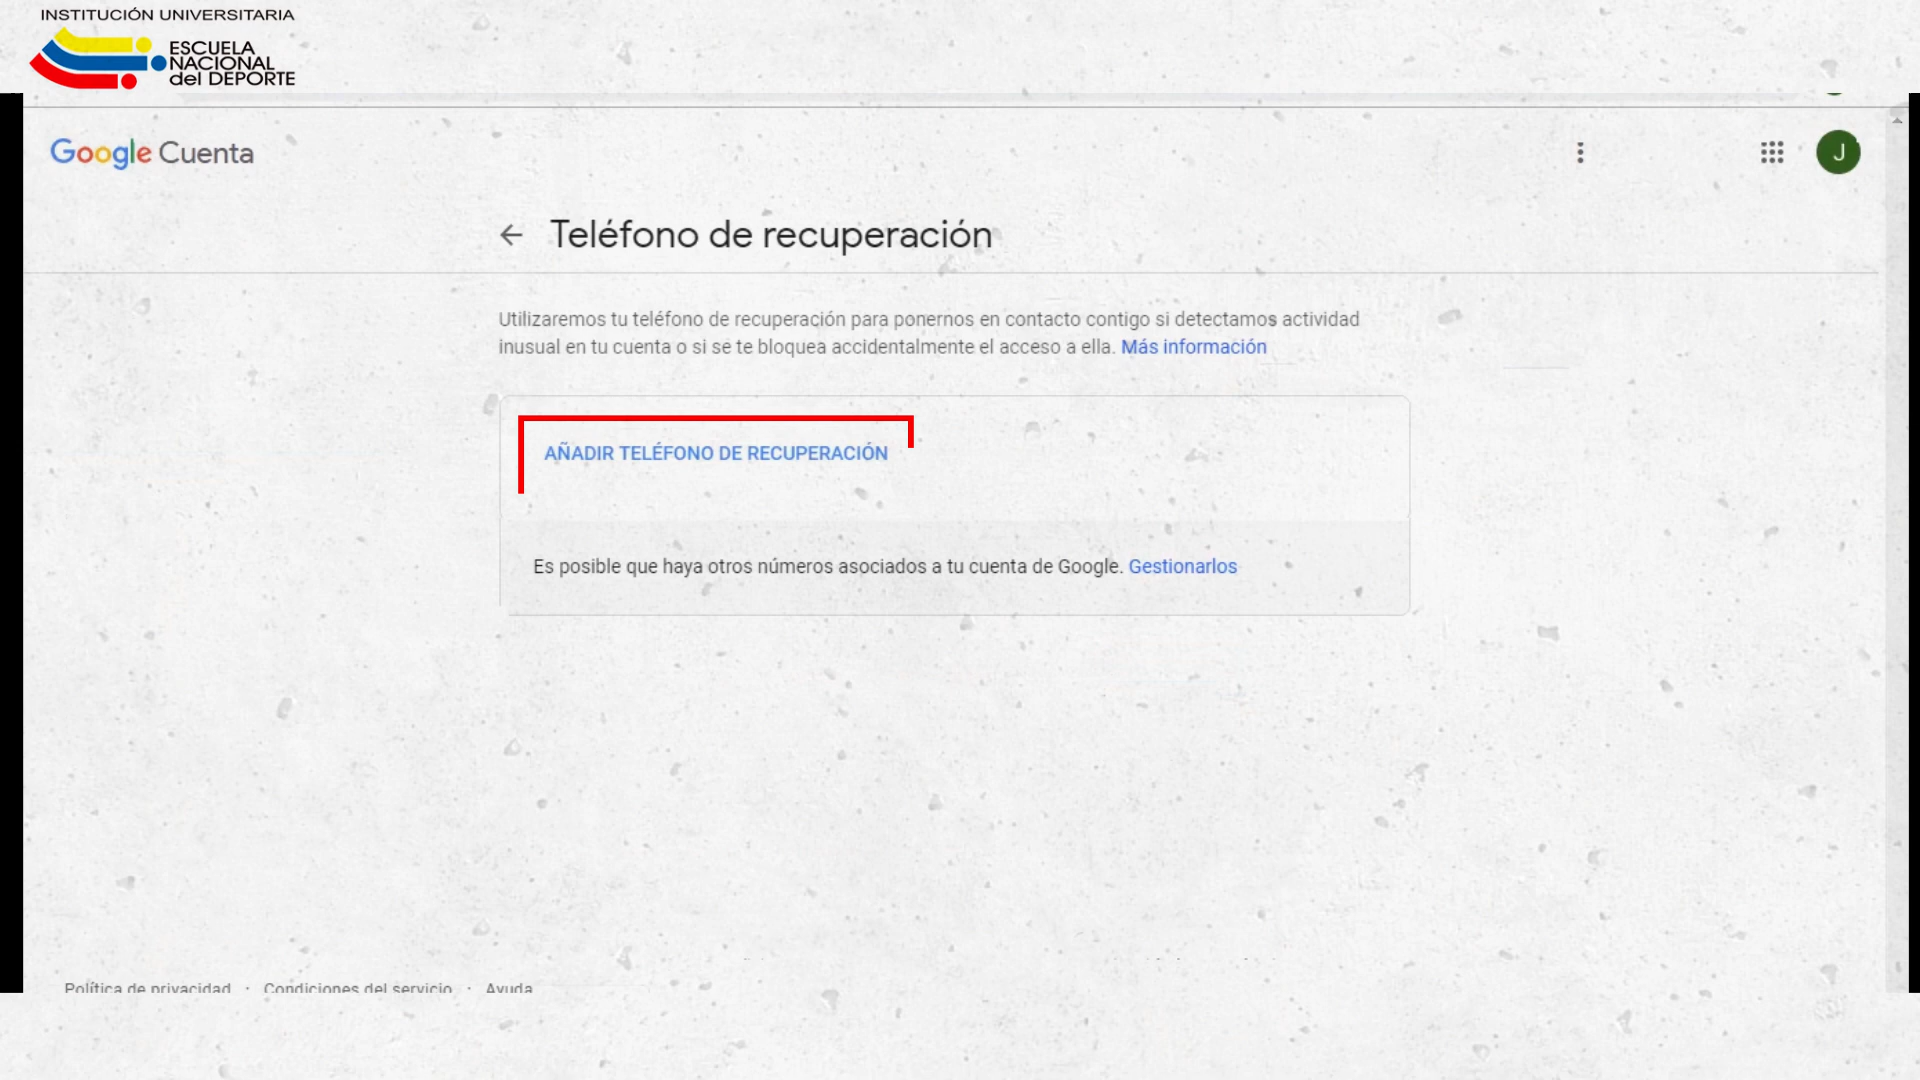 INSTITUCIÓN UNIVERSITARIA
ESCUELA
NACIONAL
del DEPORTE
Google Cuenta
J
Teléfono de recuperación
Utilizaremos tu teléfono de recuperación para ponernos en contacto contigo si detectamos actividad
inusual en tu cuenta o si se te bloquea accidentalmente el acceso a ella. Más información
AÑADIR TELÉFONO DE RECUPERACIÓN
Es posible que haya otros números asociados a tu cuenta de Google. Gestionarlos
Política de privacidad · Condiciones del servicio · Ayuda